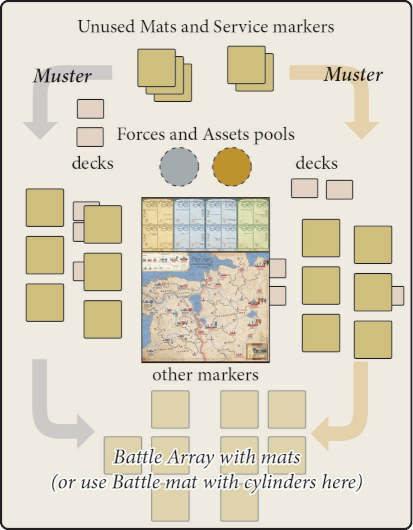 Unused Mats and Service markers
Muster
Muster
Forces and Assets pools
decks
decks
other markers
Battle Array with mats
(or use Battle mat with cylinders here)